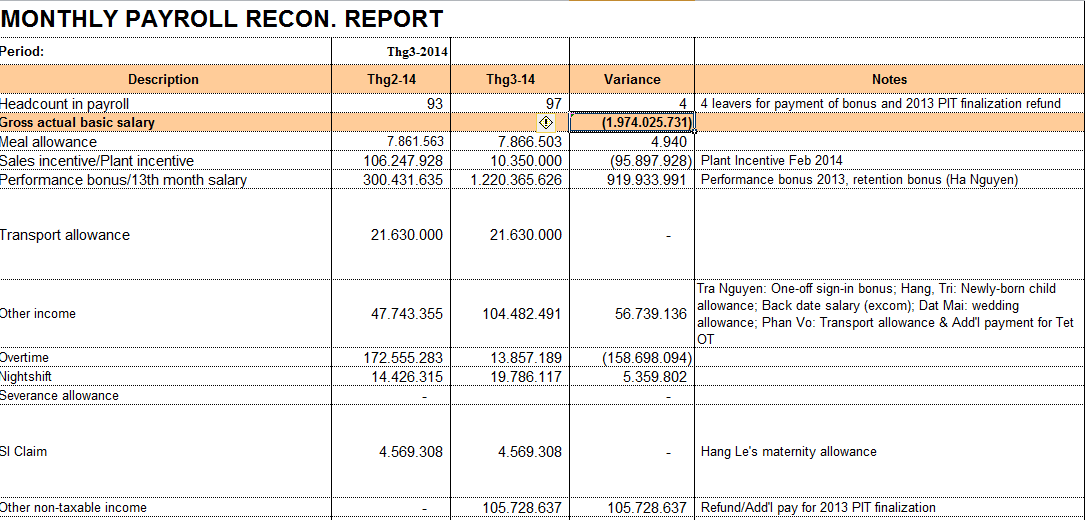 MONTHLY PAYROLL RECON. REPORT
Period: Thg3-2014
Description Thg2-14 Thg3-14 Variance Notes
Headcount in payroll 93 97 4 4 leavers for payment of bonus and 2013 PIT finalization refund
Gross actual basic salary (1.974.025.731)
Meal allowance 7.861.563 7.866.503 4.940
Sales incentive/Plant incentive 106.247.928 10.350.000 (95.897.928) Plant Incentive Feb 2014
Performance bonus/13th month salary 300.431.635 1.220.365.626 919.933.991 Performance bonus 2013, retention bonus (Ha Nguyen)
Transport allowance 21.630.000 21.630.000 -
Tra Nguyen: One-off sign-in bonus; Hang, Tri: Newly-born child
allowance; Back date salary (excom); Dat Mai: wedding
Other income 47.743.355 104.482.491 56.739.136 allowance; Phan Vo: Transport allowance & Add'l payment for Tet
OT
Overtime 172.555.283 13.857.189 (158.698.094)
Nightshift 14.426.315 19.786.117 5.359.802
Severance allowance - -
SI Claim 4.569.308 4.569.308 - Hang Le's maternity allowance
Other non-taxable income - 105.728.637 105.728.637 Refund/Add'l pay for 2013 PIT finalization